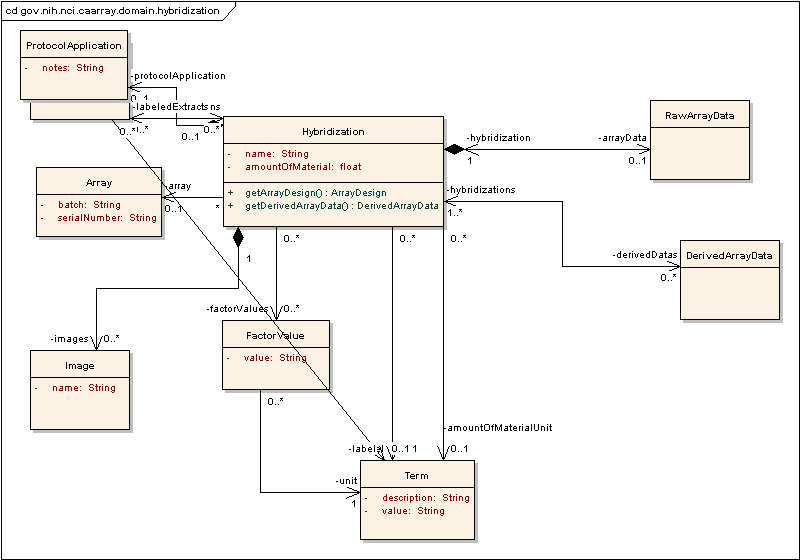 cd gov.nih.nci.caarray.domain.hybridization
ProtocolApplication
- notes: String
-protocolApplication
0..1
-labeledExtracts
ns
0..*
1..*
0..1
0..*
Hybridization
- name: String
- amountOfMaterial: float
+ getArrayDesign() : ArrayDesign
+ getDerivedArrayData() : DerivedArrayData
-hybridization
1
-arrayData
0..1
RawArrayData
Array
- batch: String
- serialNumber: String
-array
0..1
*
-hybridizations
1..*
-derivedDatas
0..*
DerivedArrayData
1
0..*
0..*
0..*
-images
0..*
Image
- name: String
-factorValues
0..*
FactorValue
- value: String
0..*
-amountOfMaterialUnit
-label
0..1
1
0..1
-unit
1
Term
- description: String
- value: String